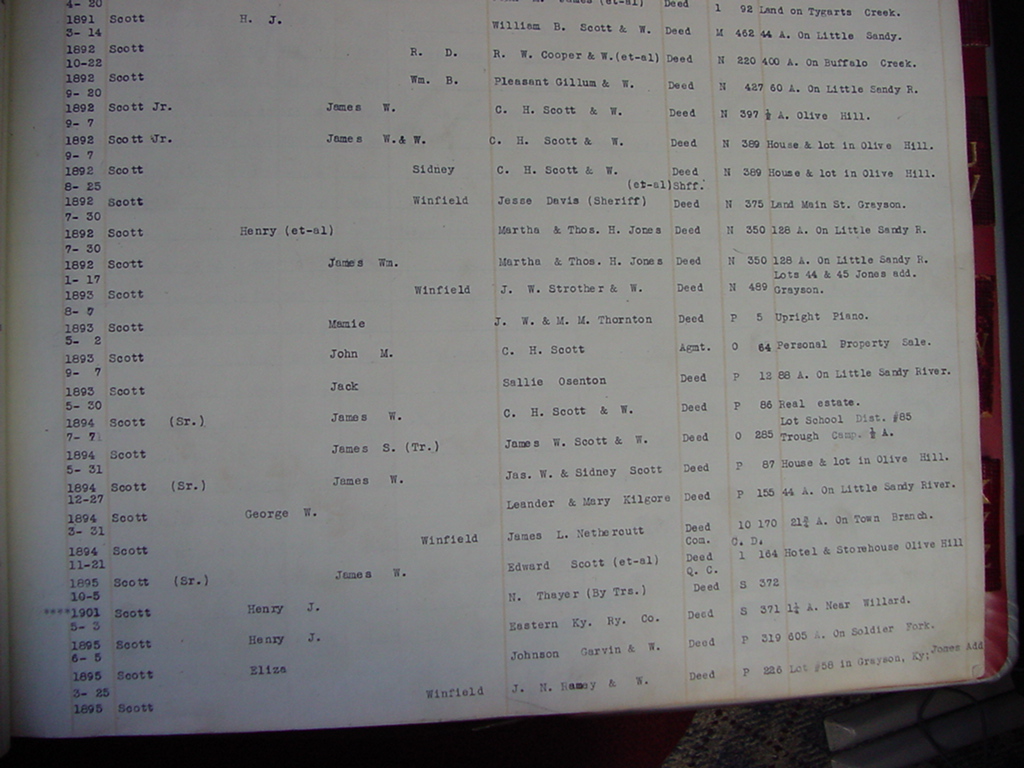 4- 20 James (et-al) Deed 1 92 Land on Tygarts Creek.
1891 Scott H. J. William B. Scott & W. Deed M 462 44 A. On Little Sandy.
3- 14
1892 Scott R. D. R. W. Cooper & W.(et-al) Deed N 220 400 A. On Buffalo Creek.
10-22
1892 Scott Wm. B. Pleasant Gillum & W. Deed N 427 60 A. On Little Sandy R.
9- 20
1892 Scott Jr. James W. C. H. Scott & W. Deed N 397 ½ A. Olive Hill.
9- 7
1892 Scott Jr. James W.& W. C. H. Scott & W. Deed N 389 House & lot in Olive Hill.
9- 7
1892 Scott Sidney C. H. Scott & W. Deed N 389 House & lot in Olive Hill.
8- 25 (et-al)Shff.
1892 Scott Winfield Jesse Davis (Sheriff) Deed N 375 Land Main St. Grayson.
7- 30
1892 Scott Henry (et-al) Martha & Thos. H. Jones Deed N 350 128 A. On Little Sandy R.
7- 30
1892 Scott James Wm. Martha & Thos. H. Jones Deed N 350 128 A. On Little Sandy R.
1- 17 Lots 44 & 45 Jones add.
1893 Scott Winfield J. W. Strother & W. Deed N 489 Grayson.
8- 7
1893 Scott Mamie J. W. & M. M. Thornton Deed P 5 Upright Piano.
5- 2
1893 Scott John M. C. H. Scott Agmt. O 64 Personal Property Sale.
9- 7
1893 Scott Jack Sallie Osenton Deed P 12 88 A. On Little Sandy River.
5- 30
1894 Scott (Sr.) James W. C. H. Scott & W. Deed P 86 Real estate.
7- 7 Lot School Dist. #85
1894 Scott James S. (Tr.) James W. Scott & W. Deed O 285 Trough Camp. ½ A.
5- 31
1894 Scott (Sr.) James W. Jas. W. & Sidney Scott Deed P 87 House & lot in Olive Hill.
12-27
1894 Scott George W. Leander & Mary Kilgore Deed P 155 44 A. On Little Sandy River.
3- 31
1894 Scott Winfield James L. Netheroutt Deed 10 170 21¾ A. On Town Branch.
11-21 Com. C. D.
1895 Scott (Sr.) James W. Edward Scott (et-al) Deed 1 164 Hotel & Storehouse Olive Hill
10-5 Q. C.
****1901 Scott Henry J. N. Thayer (By Trs.) Deed S 372
5- 3
1895 Scott Henry J. Eastern Ky. Ry. Co. Deed S 371 1¼ A. Near Willard.
6- 5
1895 Scott Eliza Johnson Garvin & W. Deed P 319 605 A. On Soldier Fork.
3- 25
1895 Scott Winfield J. N. Ramey & W. Deed P 226 Lot #58 in Grayson, Ky; Jones Add